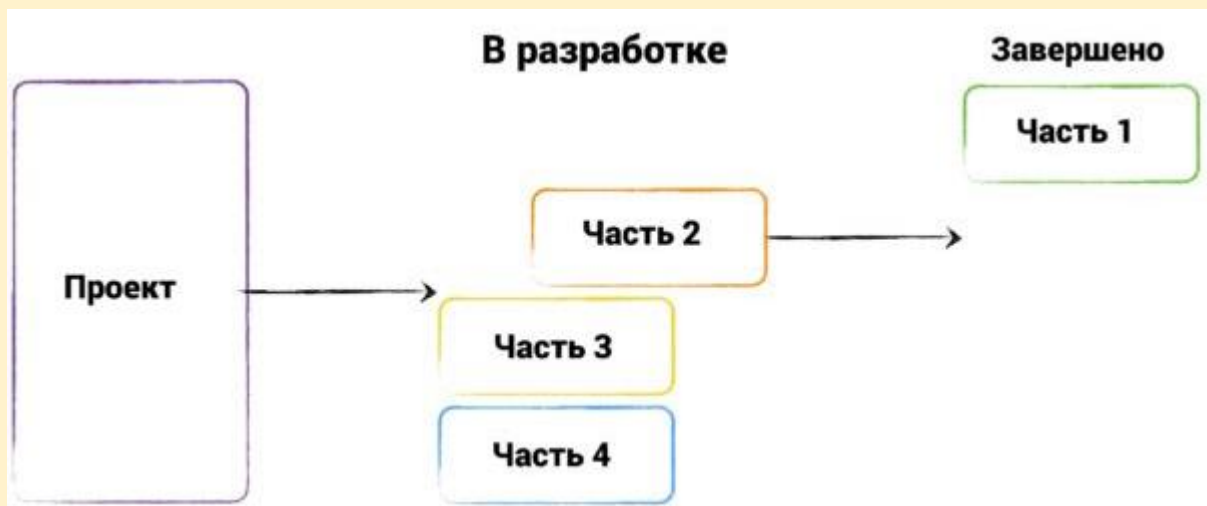 В разработке
Завершено
Часть 1
Часть 2
Проект
Часть 3
Часть 4